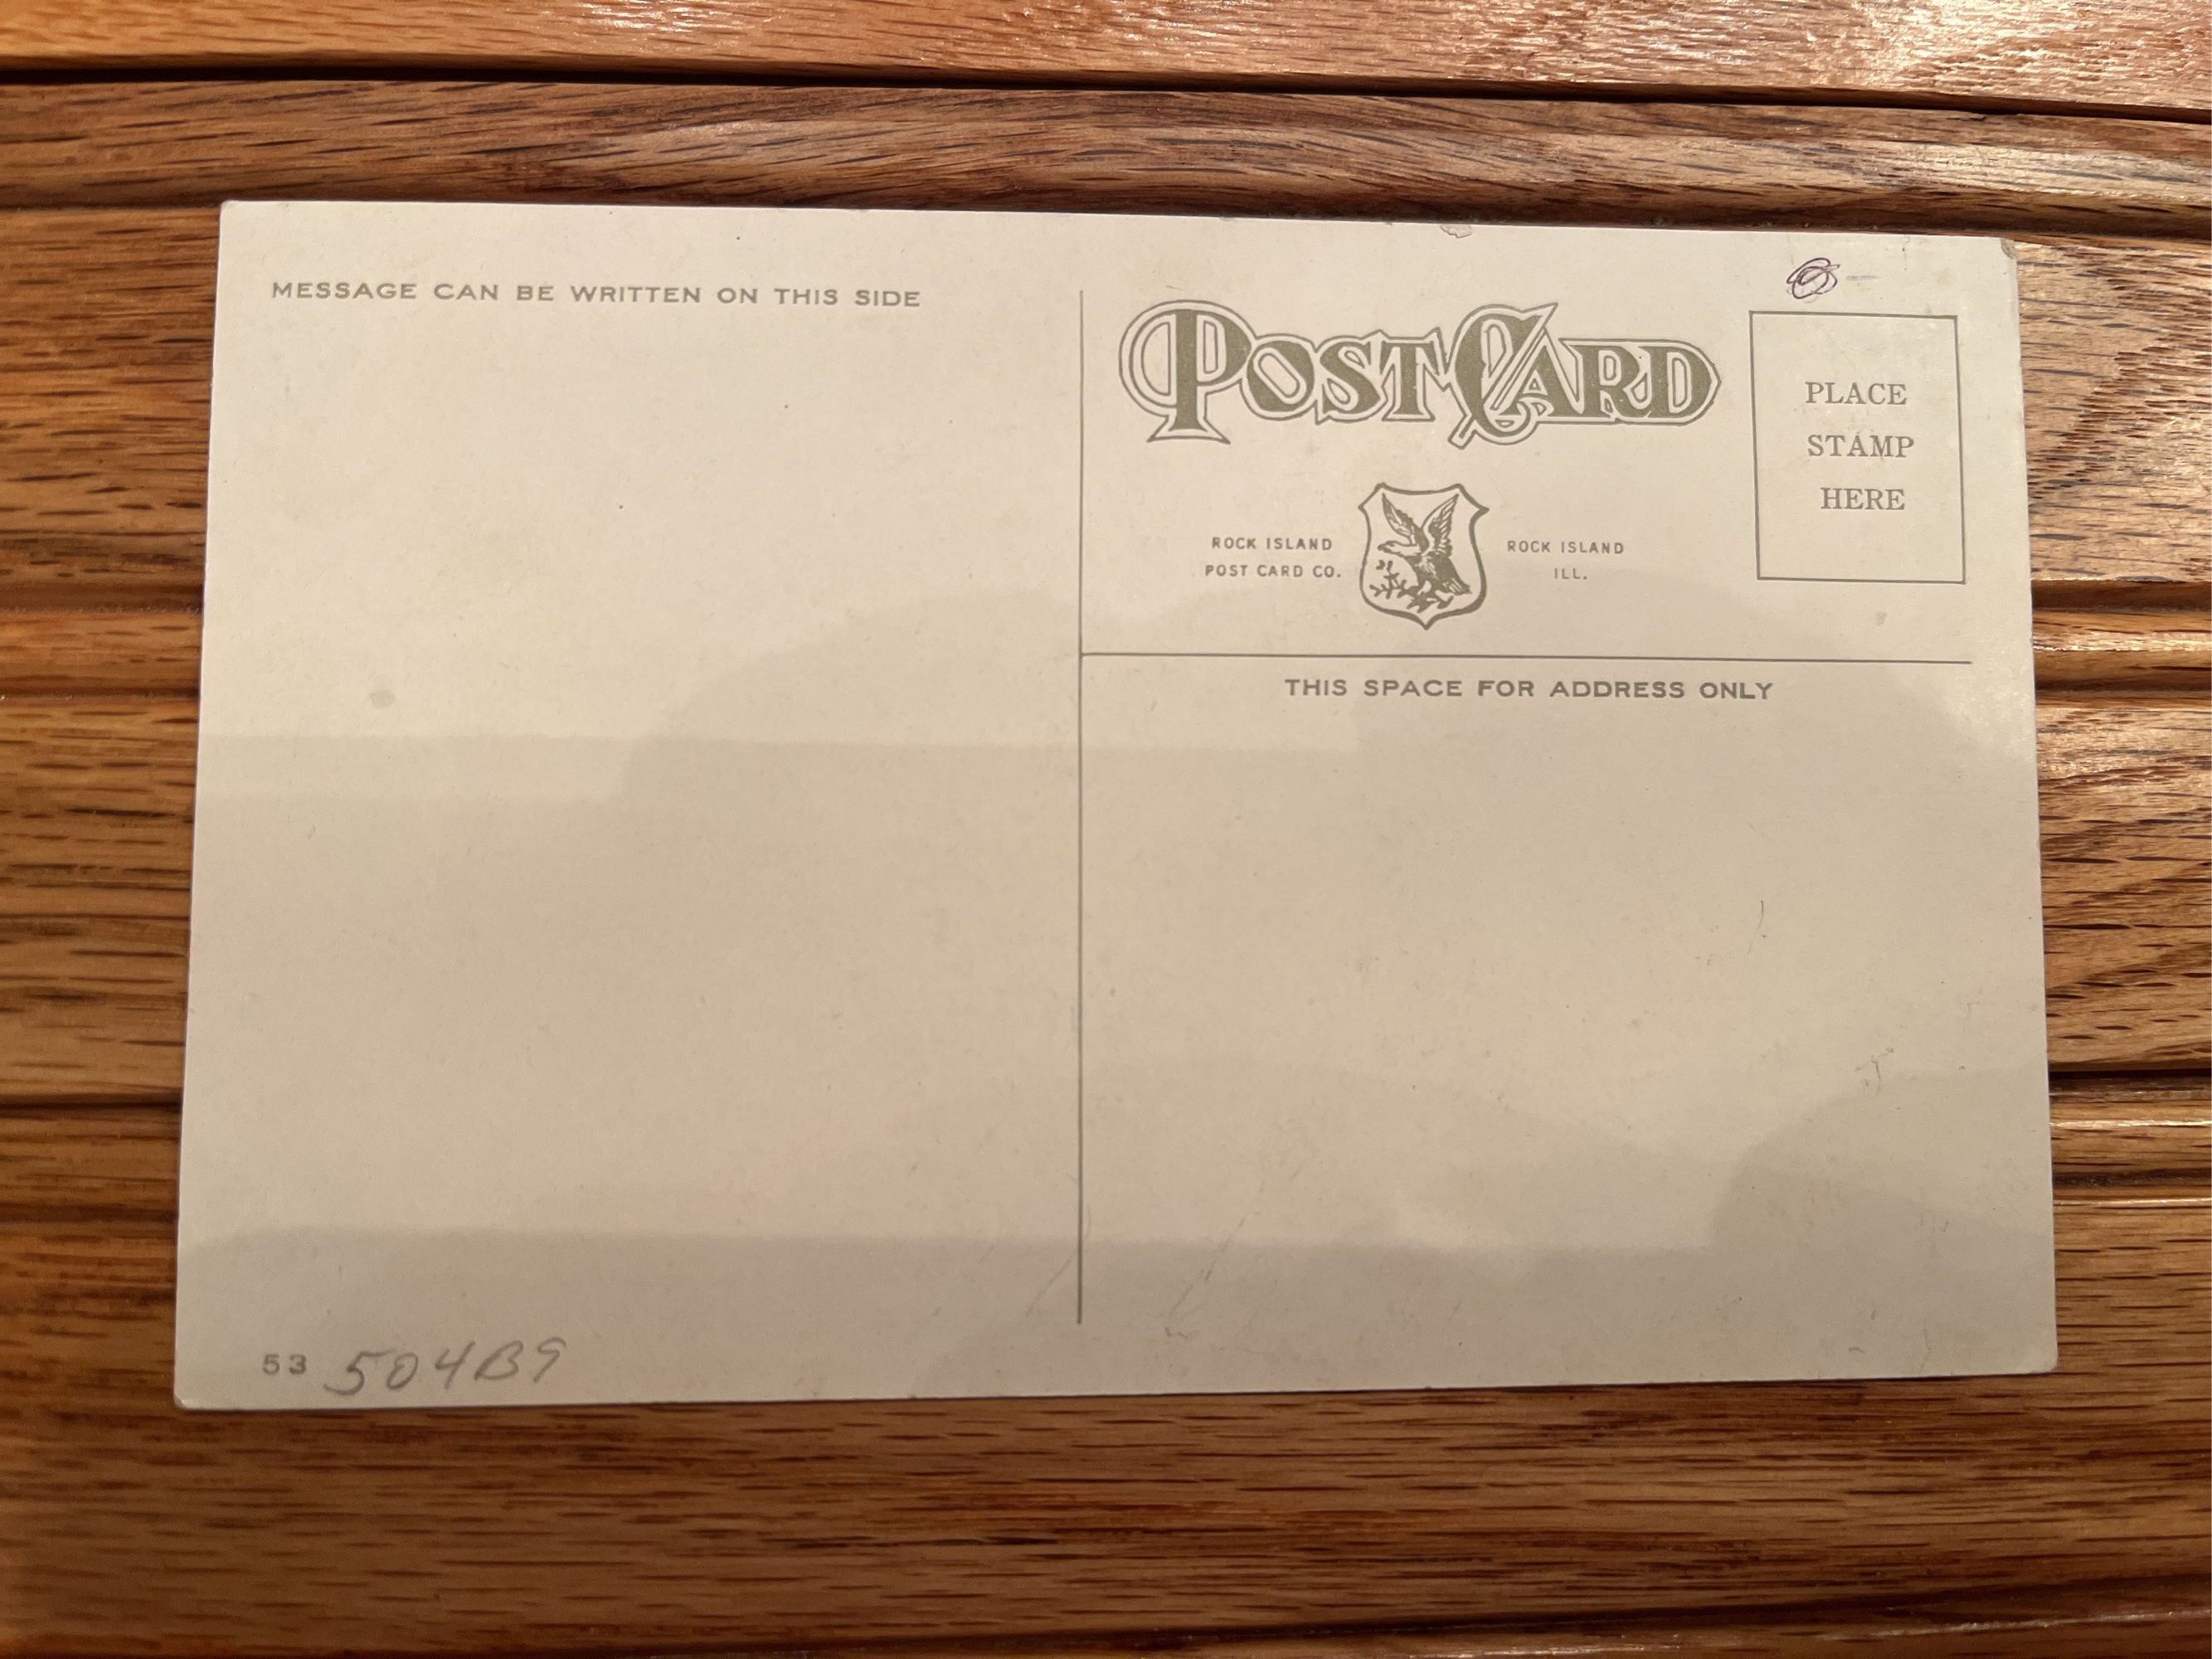 MESSAGE CAN BE WRITTEN ON THIS SIDE
POST CARD
PLACE
STAMP
HERE
ROCK ISLAND
POST CARD CO.
ROCK ISLAND
ILL.
THIS SPACE FOR ADDRESS ONLY
53 504B9